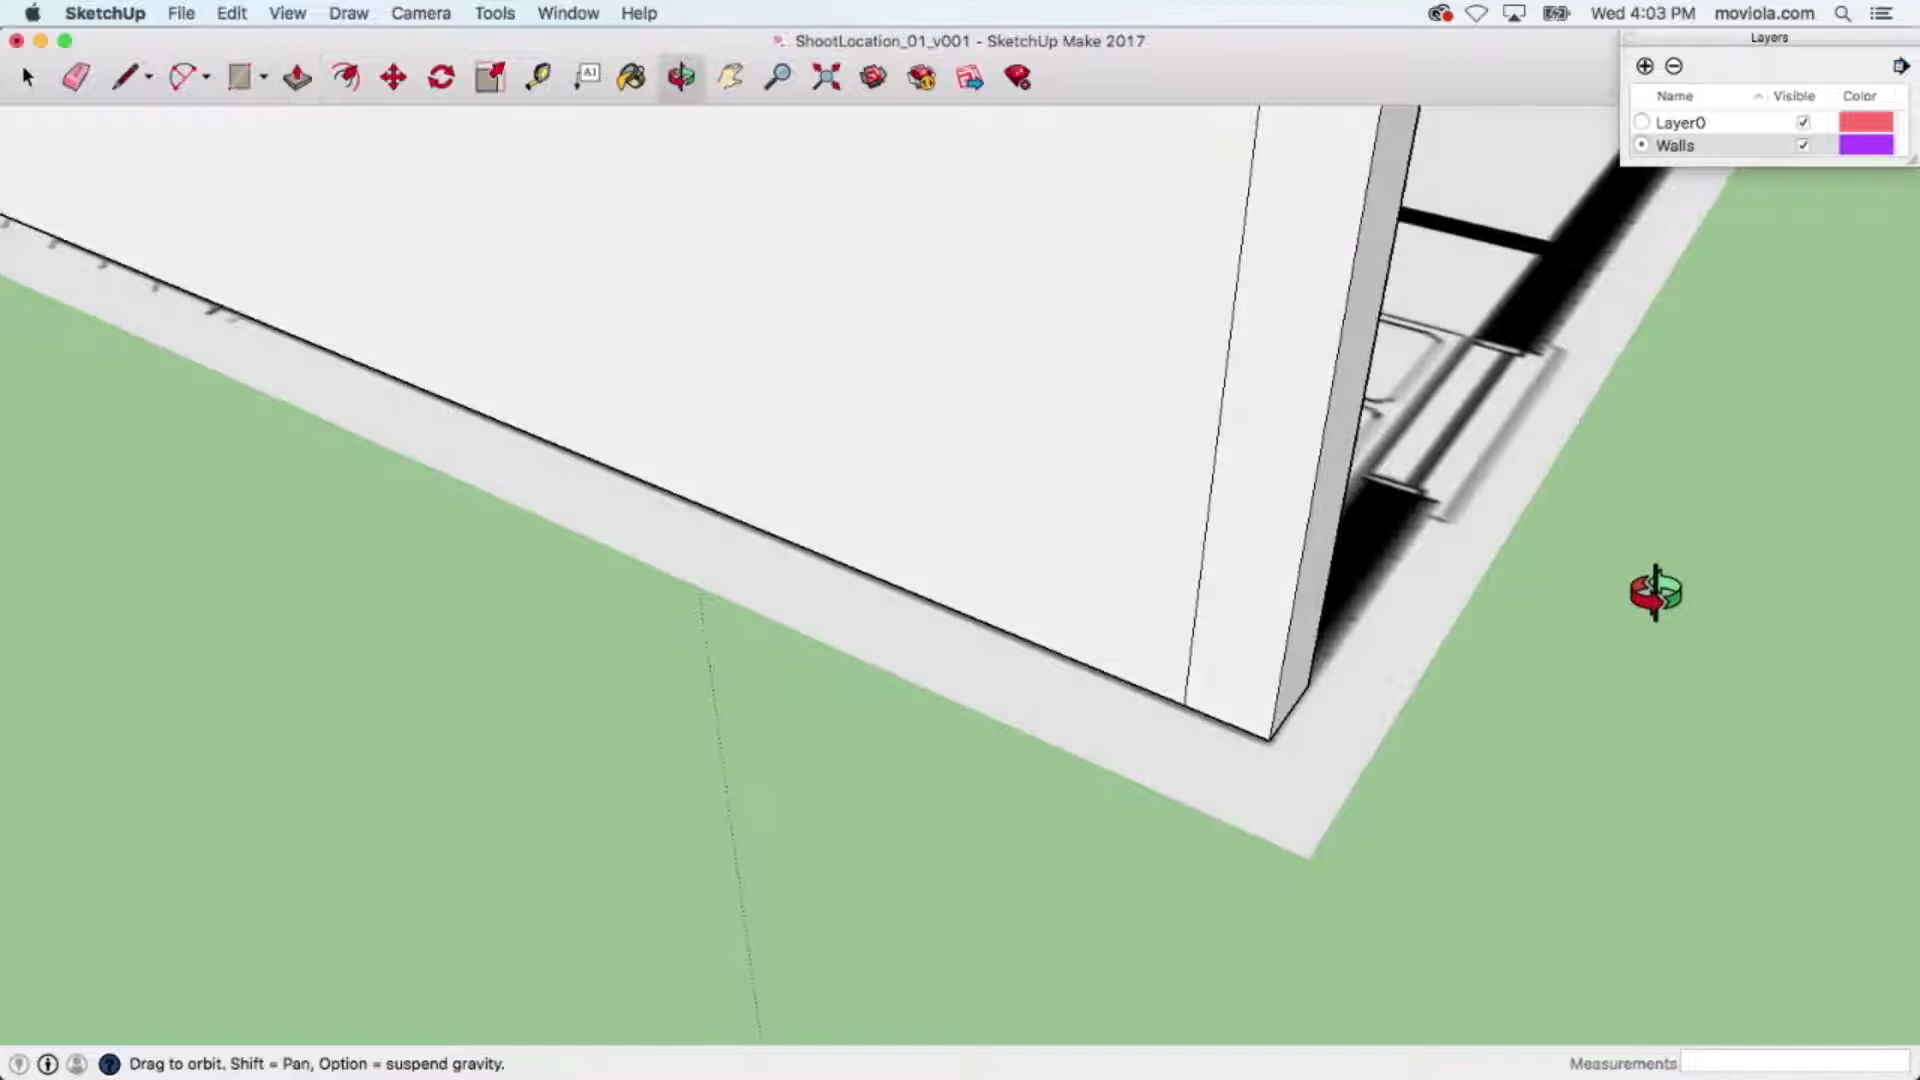 SketchUp File Edit View Draw Camera Tools Window Help Wed 4:03 PM moviola.com
ShootLocation_01_v001 - SketchUp Make 2017
Layers
AI
Name Visible Color
Layer0
Walls
Drag to orbit. Shift = Pan, Option = suspend gravity.
Measurements